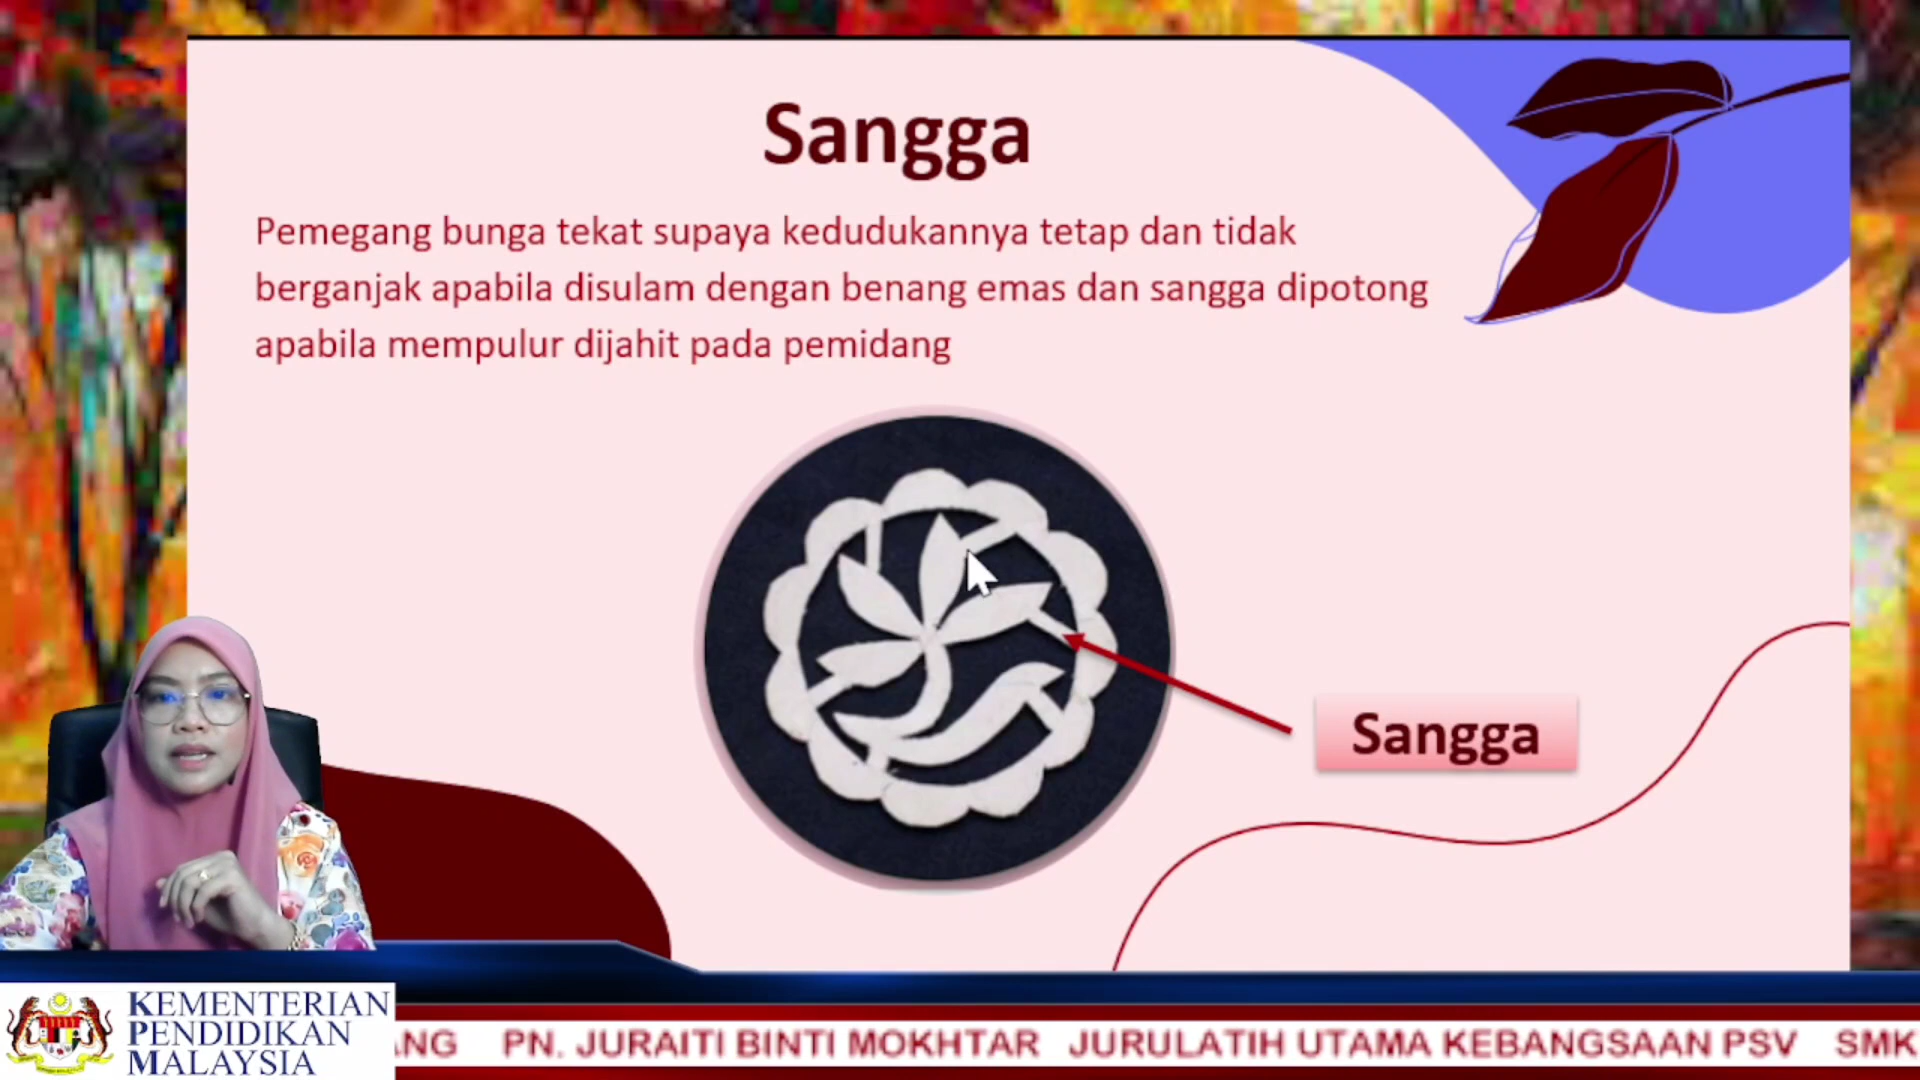 Sangga
Pemegang bunga tekat supaya kedudukannya tetap dan tidak
berganjak apabila disulam dengan benang emas dan sangga dipotong
apabila mempulur dijahit pada pemidang
Sangga
KEMENTERIAN
PENDIDIKAN
MALAYSIA
ANG PN. JURAITI BINTI MOKHTAR JURULATIH UTAMA KEBANGSAAN PSV SMK